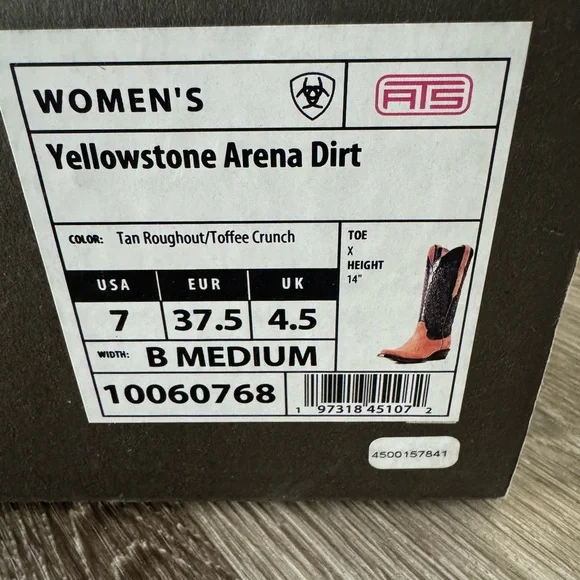 WOMEN'S
ATS
Yellowstone Arena Dirt
COLOR: Tan Roughout/Toffee Crunch
TOE
X
HEIGHT
14"
USA EUR UK
7 37.5 4.5
WIDTH: B MEDIUM
10060768
1 97318 45107 2
4500157841